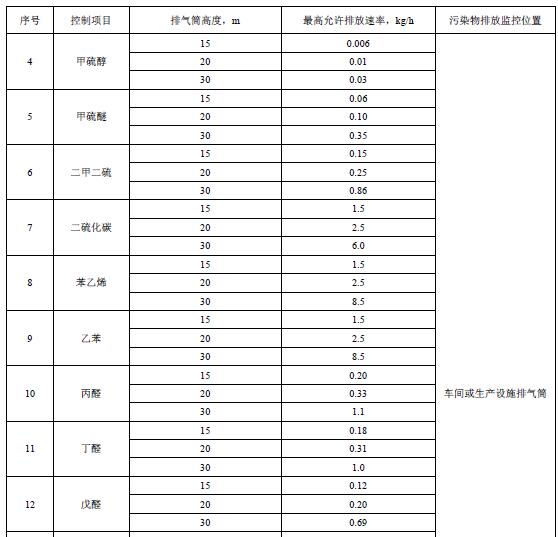 序号 控制项目 排气筒高度，m 最高允许排放速率，kg/h 污染物排放监控位置
4 甲硫醇 15 0.006
20 0.01
30 0.03
5 甲硫醚 15 0.06
20 0.10
30 0.35
6 二甲二硫 15 0.15
20 0.25
30 0.86
7 二硫化碳 15 1.5
20 2.5
30 6.0
8 苯乙烯 15 1.5
20 2.5
30 8.5
9 乙苯 15 1.5
20 2.5
30 8.5
10 丙醛 15 0.20
20 0.33
30 1.1
车间或生产设施排气筒
11 丁醛 15 0.18
20 0.31
30 1.0
12 戊醛 15 0.12
20 0.20
30 0.69